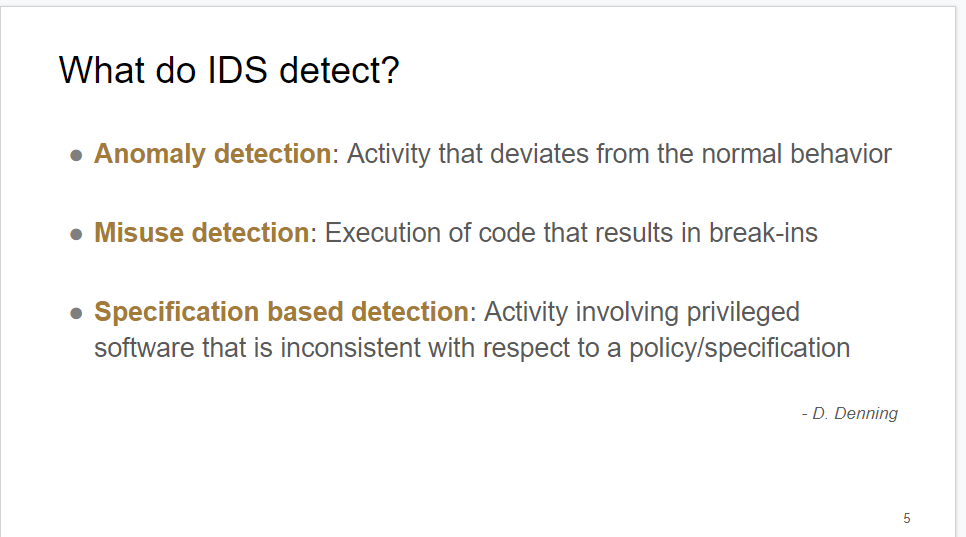 What do IDS detect?
● Anomaly detection: Activity that deviates from the normal behavior
● Misuse detection: Execution of code that results in break-ins
● Specification based detection: Activity involving privileged
software that is inconsistent with respect to a policy/specification
- D. Denning
5